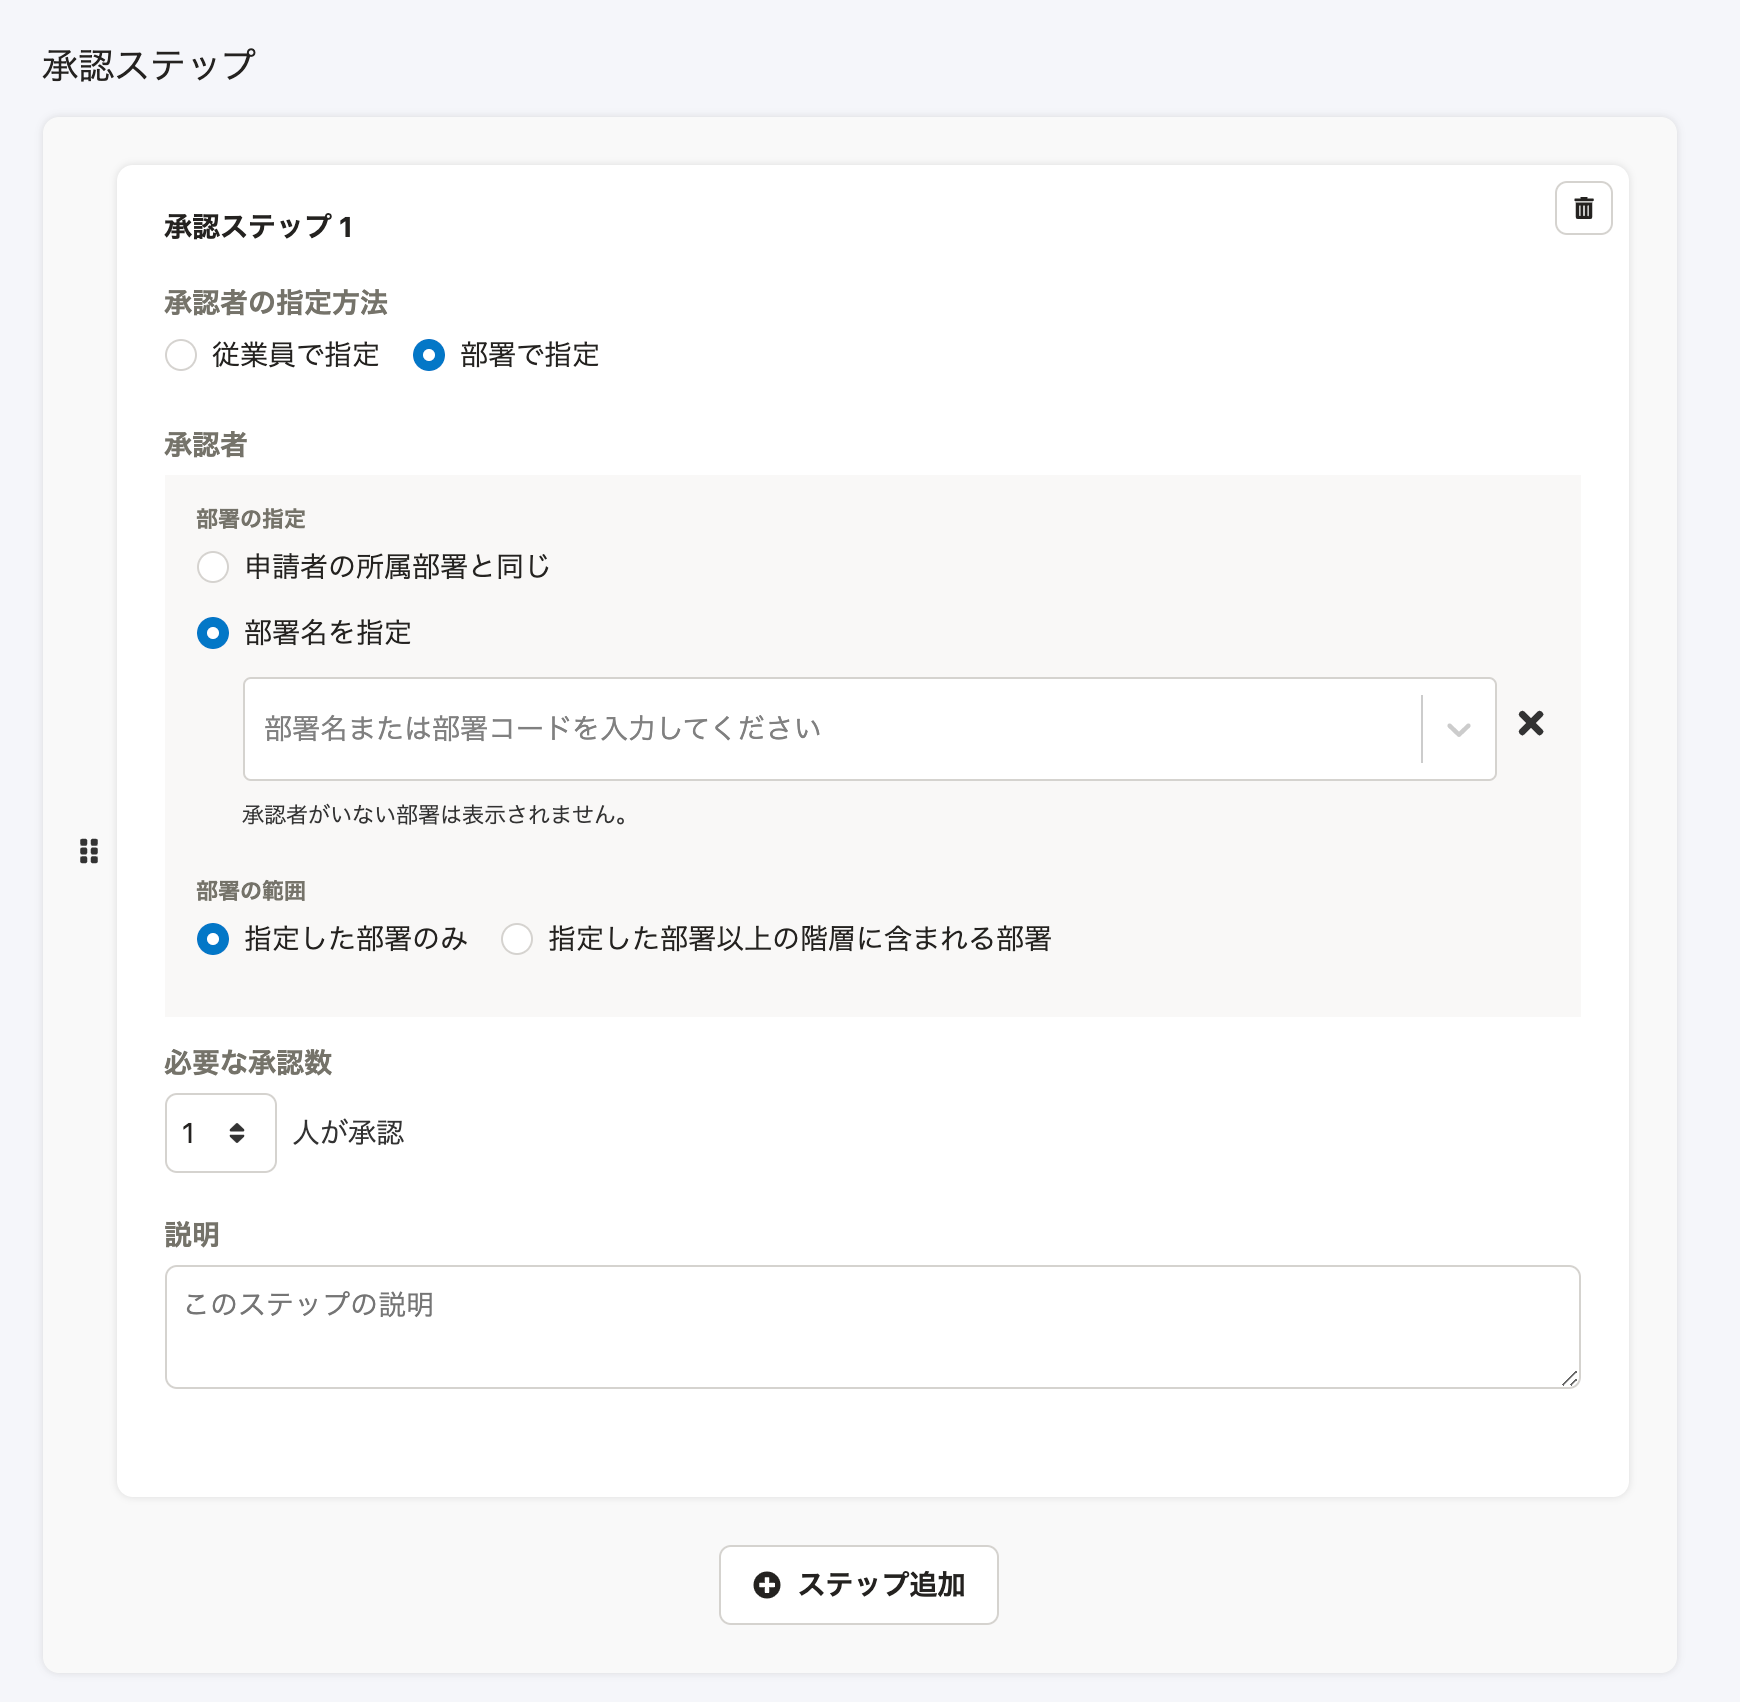 承認ステップ
承認ステップ 1
承認者の指定方法
従業員で指定 部署で指定
承認者
部署の指定
申請者の所属部署と同じ
部署名を指定
部署名または部署コードを入力してください
承認者がいない部署は表示されません。
部署の範囲
指定した部署のみ 指定した部署以上の階層に含まれる部署
必要な承認数
1 人が承認
説明
このステップの説明
ステップ追加